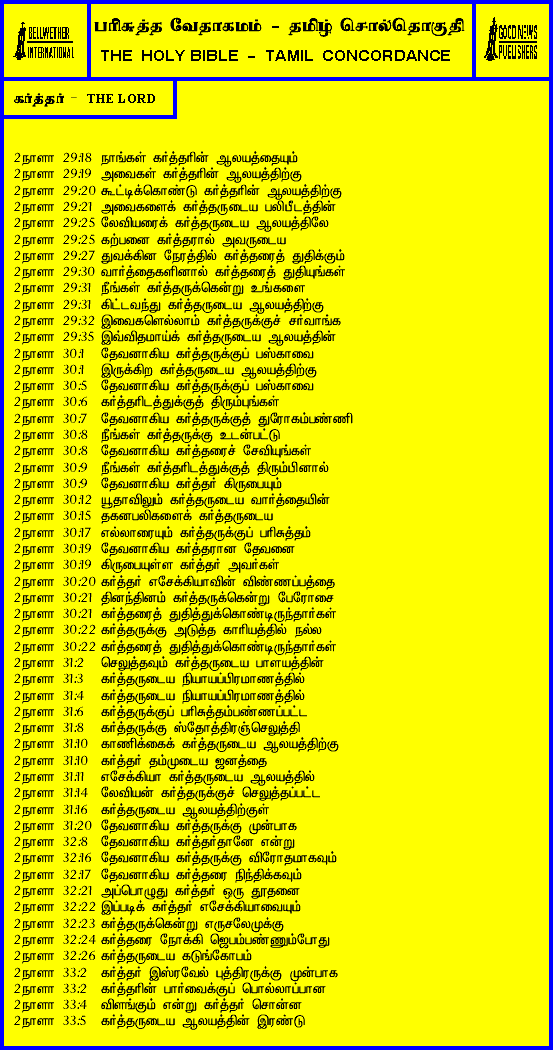 BELLWETHER
INTERNATIONAL
பரிசுத்த வேதாகமம் - தமிழ் சொல்தொகுதி
THE HOLY BIBLE - TAMIL CONCORDANCE
GOOD NEWS
PUBLISHERS
கர்த்தர் - THE LORD
2நாளா 29:18 நாங்கள் கர்த்தரின் ஆலயத்தையும்
2நாளா 29:19 அவைகள் கர்த்தரின் ஆலயத்திற்கு
2நாளா 29:20 கூட்டிக்கொண்டு கர்த்தரின் ஆலயத்திற்கு
2நாளா 29:21 அவைகளைக் கர்த்தருடைய பலிபீடத்தின்
2நாளா 29:25 லேவியரைக் கர்த்தருடைய ஆலயத்திலே
2நாளா 29:25 கற்பனை கர்த்தரால் அவருடைய
2நாளா 29:27 துவக்கின நேரத்தில் கர்த்தரைத் துதிக்கும்
2நாளா 29:30 வார்த்தைகளினால் கர்த்தரைத் துதியுங்கள்
2நாளா 29:31 நீங்கள் கர்த்தருக்கென்று உங்களை
2நாளா 29:31 கிட்டவந்து கர்த்தருடைய ஆலயத்திற்கு
2நாளா 29:32 இவைகளெல்லாம் கர்த்தருக்குச் சர்வாங்க
2நாளா 29:35 இவ்விதமாய்க் கர்த்தருடைய ஆலயத்தின்
2நாளா 30:1 தேவனாகிய கர்த்தருக்குப் பஸ்காவை
2நாளா 30:1 இருக்கிற கர்த்தருடைய ஆலயத்திற்கு
2நாளா 30:5 தேவனாகிய கர்த்தருக்குப் பஸ்காவை
2நாளா 30:6 கர்த்தரிடத்துக்குத் திரும்புங்கள்
2நாளா 30:7 தேவனாகிய கர்த்தருக்குத் துரோகம்பண்ணி
2நாளா 30:8 நீங்கள் கர்த்தருக்கு உடன்பட்டு
2நாளா 30:8 தேவனாகிய கர்த்தரைச் சேவியுங்கள்
2நாளா 30:9 நீங்கள் கர்த்தரிடத்துக்குத் திரும்பினால்
2நாளா 30:9 தேவனாகிய கர்த்தர் கிருபையும்
2நாளா 30:12 யூதாவிலும் கர்த்தருடைய வார்த்தையின்
2நாளா 30:15 தகனபலிகளைக் கர்த்தருடைய
2நாளா 30:17 எல்லாரையும் கர்த்தருக்குப் பரிசுத்தம்
2நாளா 30:19 தேவனாகிய கர்த்தரான தேவனை
2நாளா 30:19 கிருபையுள்ள கர்த்தர் அவர்கள்
2நாளா 30:20 கர்த்தர் எசேக்கியாவின் விண்ணப்பத்தை
2நாளா 30:21 தினந்தினம் கர்த்தருக்கென்று பேரோசை
2நாளா 30:21 கர்த்தரைத் துதித்துக்கொண்டிருந்தார்கள்
2நாளா 30:22 கர்த்தருக்கு அடுத்த காரியத்தில் நல்ல
2நாளா 30:22 கர்த்தரைத் துதித்துக்கொண்டிருந்தார்கள்
2நாளா 31:2 செலுத்தவும் கர்த்தருடைய பாளயத்தின்
2நாளா 31:3 கர்த்தருடைய நியாயப்பிரமாணத்தில்
2நாளா 31:4 கர்த்தருடைய நியாயப்பிரமாணத்தில்
2நாளா 31:6 கர்த்தருக்குப் பரிசுத்தம்பண்ணப்பட்ட
2நாளா 31:8 கர்த்தருக்கு ஸ்தோத்திரஞ்செலுத்தி
2நாளா 31:10 காணிக்கைக் கர்த்தருடைய ஆலயத்திற்கு
2நாளா 31:10 கர்த்தர் தம்முடைய ஜனத்தை
2நாளா 31:11 எசேக்கியா கர்த்தருடைய ஆலயத்தில்
2நாளா 31:14 லேவியன் கர்த்தருக்குச் செலுத்தப்பட்ட
2நாளா 31:16 கர்த்தருடைய ஆலயத்திற்குள்
2நாளா 31:20 தேவனாகிய கர்த்தருக்கு முன்பாக
2நாளா 32:8 தேவனாகிய கர்த்தர்தானே என்று
2நாளா 32:16 தேவனாகிய கர்த்தருக்கு விரோதமாகவும்
2நாளா 32:17 தேவனாகிய கர்த்தரை நிந்திக்கவும்
2நாளா 32:21 அப்பொழுது கர்த்தர் ஒரு தூதனை
2நாளா 32:22 இப்படிக் கர்த்தர் எசேக்கியாவையும்
2நாளா 32:23 கர்த்தருக்கென்று எருசலேமுக்கு
2நாளா 32:24 கர்த்தரை நோக்கி ஜெபம்பண்ணும்போது
2நாளா 32:26 கர்த்தருடைய கடுங்கோபம்
2நாளா 33:2 கர்த்தர் இஸ்ரவேல் புத்திரருக்கு முன்பாக
2நாளா 33:2 கர்த்தரின் பார்வைக்குப் பொல்லாப்பான
2நாளா 33:4 விளங்கும் என்று கர்த்தர் சொன்ன
2நாளா 33:5 கர்த்தருடைய ஆலயத்தின் இரண்டு